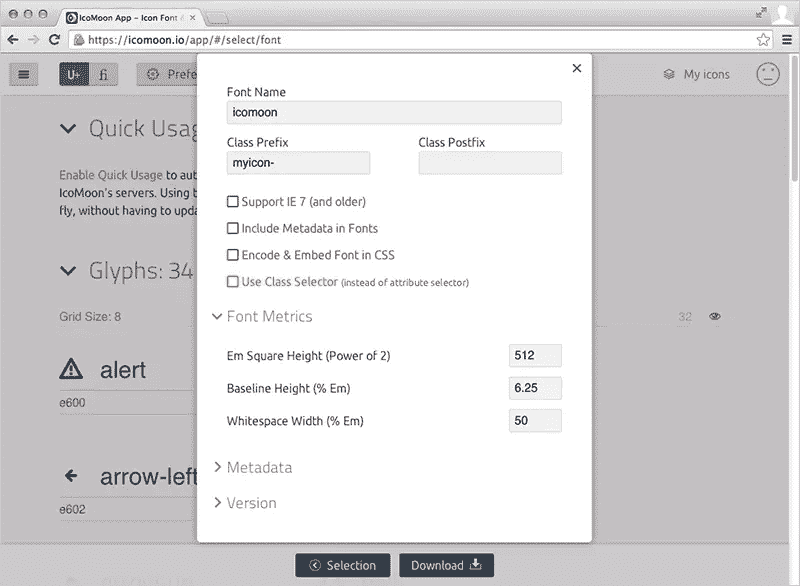 IcoMoon App - Icon Font &
https://icomoon.io/app/#/select/font
U+ fi Prefe My icons
Font Name
icomoon
Quick Usag
Class Prefix Class Postfix
myicon-
Enable Quick Usage to aut
IcoMoon's servers. Using t
fly, without having to upda
Support IE 7 (and older)
Include Metadata in Fonts
Encode & Embed Font in CSS
Use Class Selector (instead of attribute selector)
Glyphs: 34
Grid Size: 8 32
Font Metrics
Em Square Height (Power of 2) 512
Baseline Height (% Em) 6.25
Whitespace Width (% Em) 50
alert
e600
Metadata
arrow-left
Version
e602
Selection Download